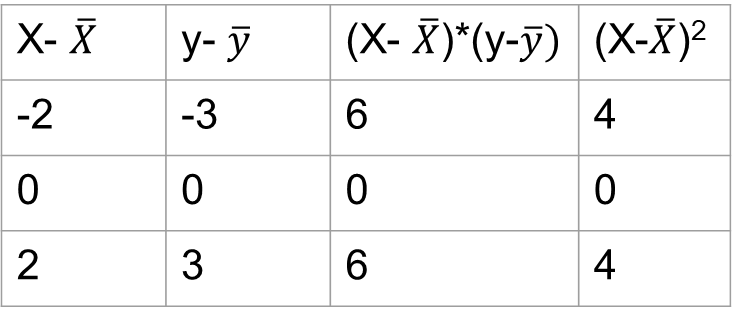 X- X̅ y- y̅ (X- X̅)*(y-y̅) (X-X̅)²
-2 -3 6 4
0 0 0 0
2 3 6 4